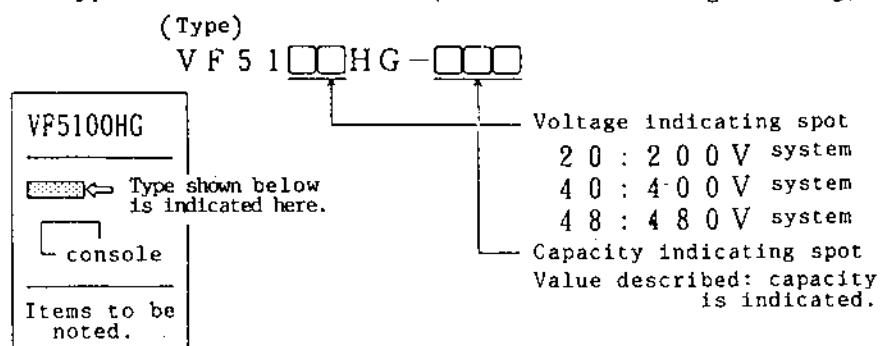 (Type)
VF51□□HG-□□□
VF5100HG
Type shown below
is indicated here.
console
Items to be
noted.
Voltage indicating spot
20:200V system
40:400V system
48:480V system
Capacity indicating spot
Value described: capacity
is indicated.